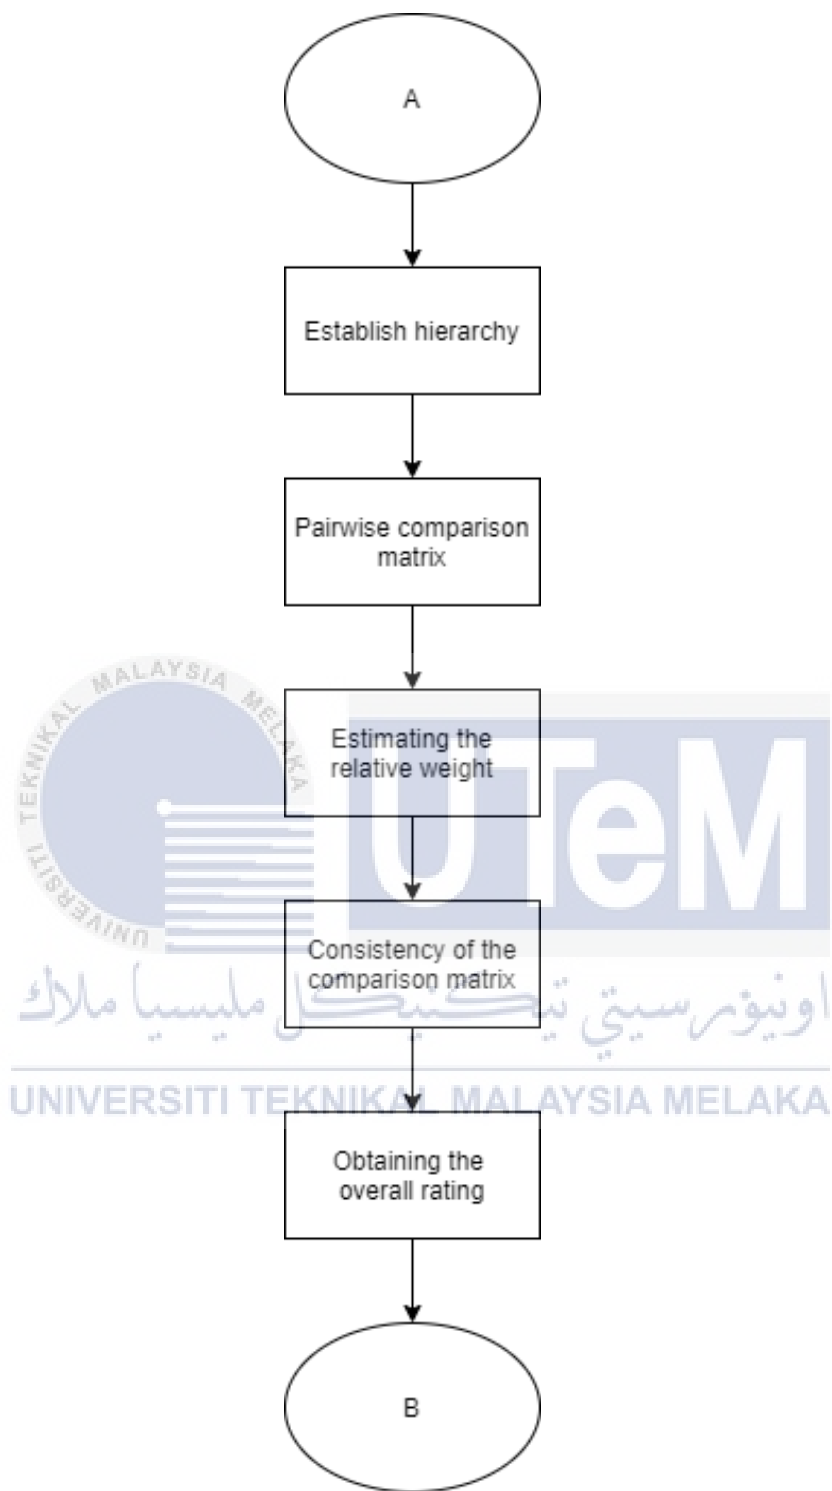 A
Establish hierarchy
Pairwise comparison
matrix
UNIVERSITI TEKNIKAL MALAYSIA MELAKA
UTeM
Estimating the
relative weight
Consistency of the
comparison matrix
اونيۏرسيتي تيكنيكل مليسيا ملاك
UNIVERSITI TEKNIKAL MALAYSIA MELAKA
Obtaining the
overall rating
B